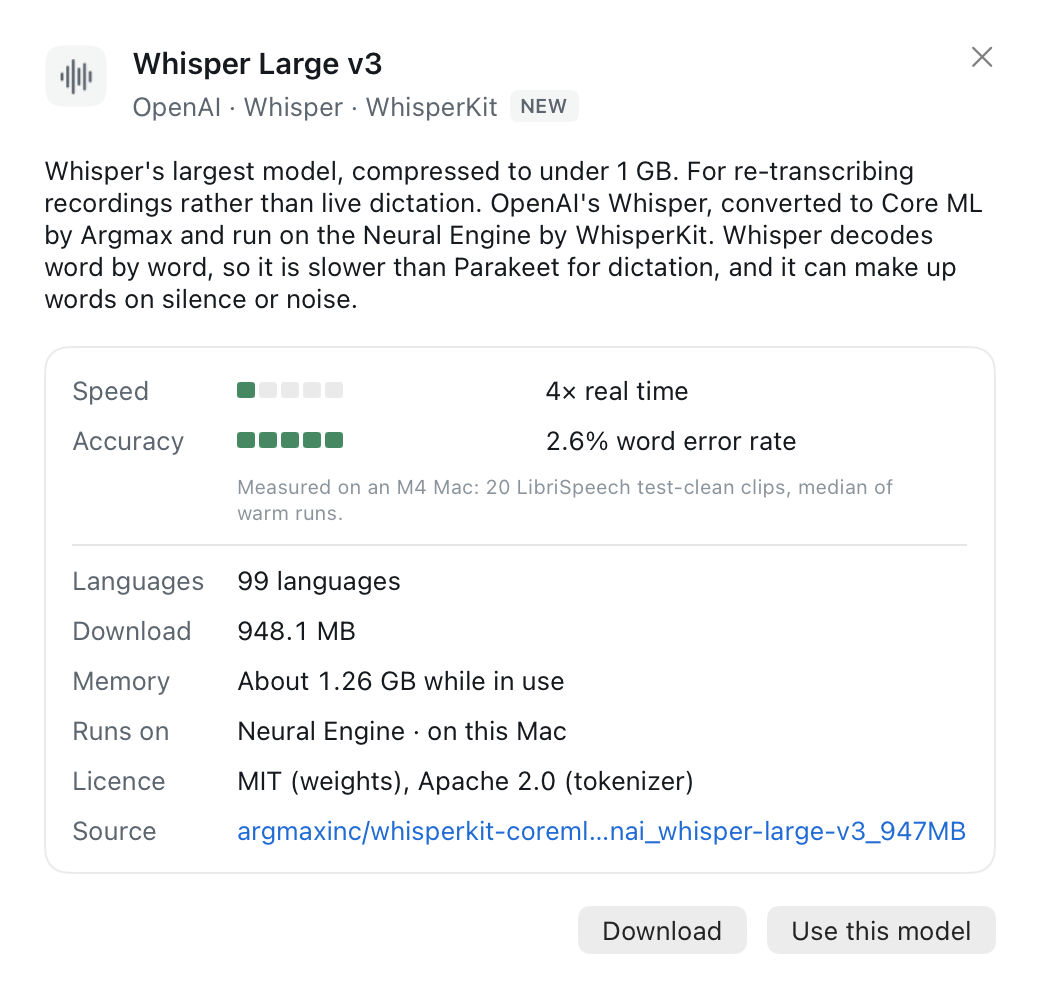 Whisper Large v3
OpenAI · Whisper · WhisperKit NEW
Whisper's largest model, compressed to under 1 GB. For re-transcribing
recordings rather than live dictation. OpenAI's Whisper, converted to Core ML
by Argmax and run on the Neural Engine by WhisperKit. Whisper decodes
word by word, so it is slower than Parakeet for dictation, and it can make up
words on silence or noise.
Speed 4× real time
Accuracy 2.6% word error rate
Measured on an M4 Mac: 20 LibriSpeech test-clean clips, median of
warm runs.
Languages 99 languages
Download 948.1 MB
Memory About 1.26 GB while in use
Runs on Neural Engine · on this Mac
Licence MIT (weights), Apache 2.0 (tokenizer)
Source argmaxinc/whisperkit-coreml...nai_whisper-large-v3_947MB
Download Use this model